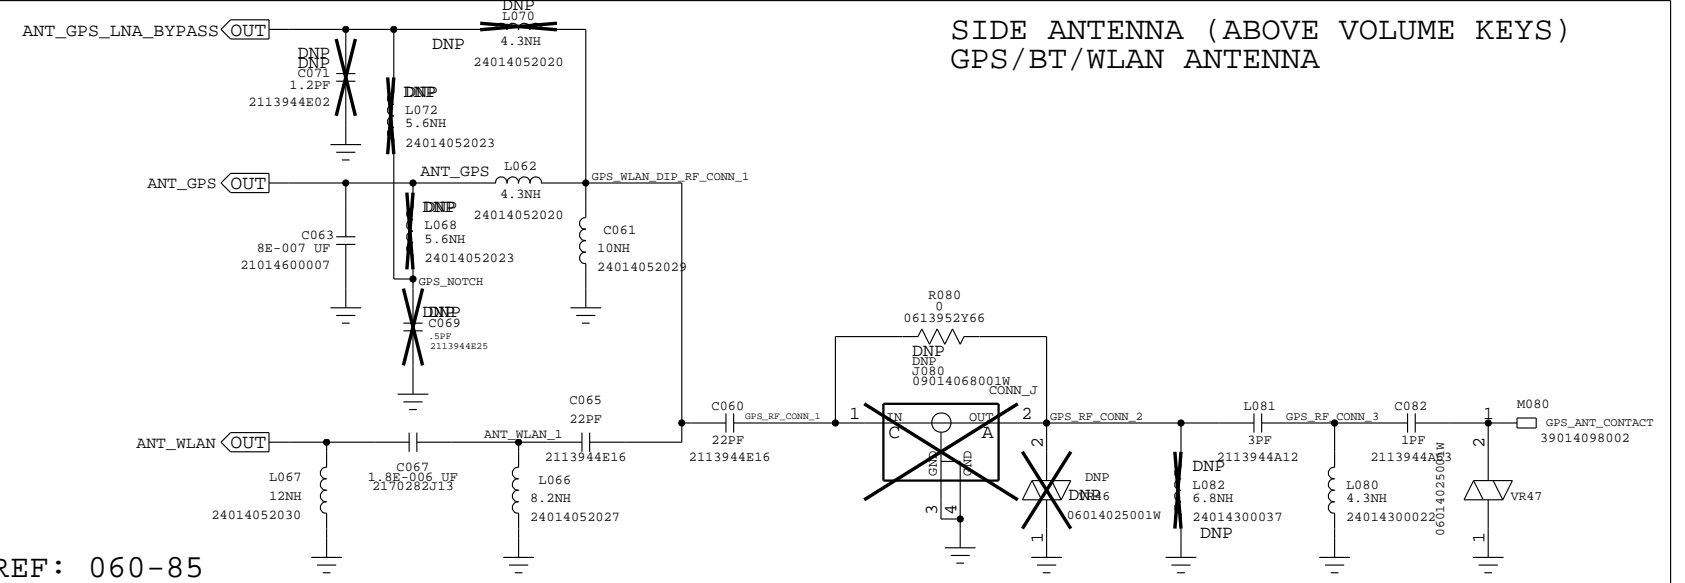 SIDE ANTENNA (ABOVE VOLUME KEYS)
GPS/BT/WLAN ANTENNA
ANT_GPS_LNA_BYPASS
OUT
DNP
L070
4.3NH
24014052020
DNP
DNP
DNP
C071
1.2PF
2113944E02
DNP
L072
5.6NH
24014052023
ANT_GPS
OUT
ANT_GPS
L062
4.3NH
24014052020
GPS_WLAN_DIP_RF_CONN_1
DNP
L068
5.6NH
24014052023
C063
8E-007 UF
21014600007
C061
10NH
24014052029
GPS_NOTCH
DNP
C069
.5PF
2113944E25
R080
0
0613952Y66
DNP
DNP
J080
09014068001W
CONN_J
1
IN
OUT
2
C
A
GND
GND
3
4
ANT_WLAN
OUT
L067
12NH
24014052030
C067
1.8E-006 UF
2170282J13
ANT_WLAN_1
L066
8.2NH
24014052027
C065
22PF
2113944E16
C060
22PF
2113944E16
GPS_RF_CONN_1
GPS_RF_CONN_2
2
DNP
DNP
06014025001W
1
DNP
L082
6.8NH
24014300037
DNP
L081
3PF
2113944A12
GPS_RF_CONN_3
L080
4.3NH
24014300022
C082
1PF
06014025001W
1
M080
GPS_ANT_CONTACT
39014098002
2
VR47
1
REF: 060-85